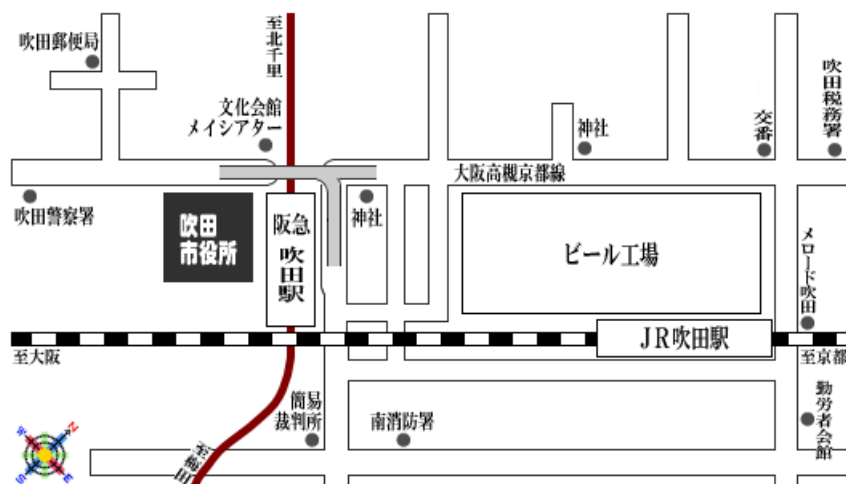 吹田郵便局
至北千里
文化会館
メイシアター
神社
交番
吹田税務署
大阪高槻京都線
吹田警察署
吹田
市役所
阪急
吹田駅
神社
ビール工場
メロード吹田
JR吹田駅
至大阪
至京都
簡易
裁判所
南消防署
勤労者会館
至梅田
W
N
S
E